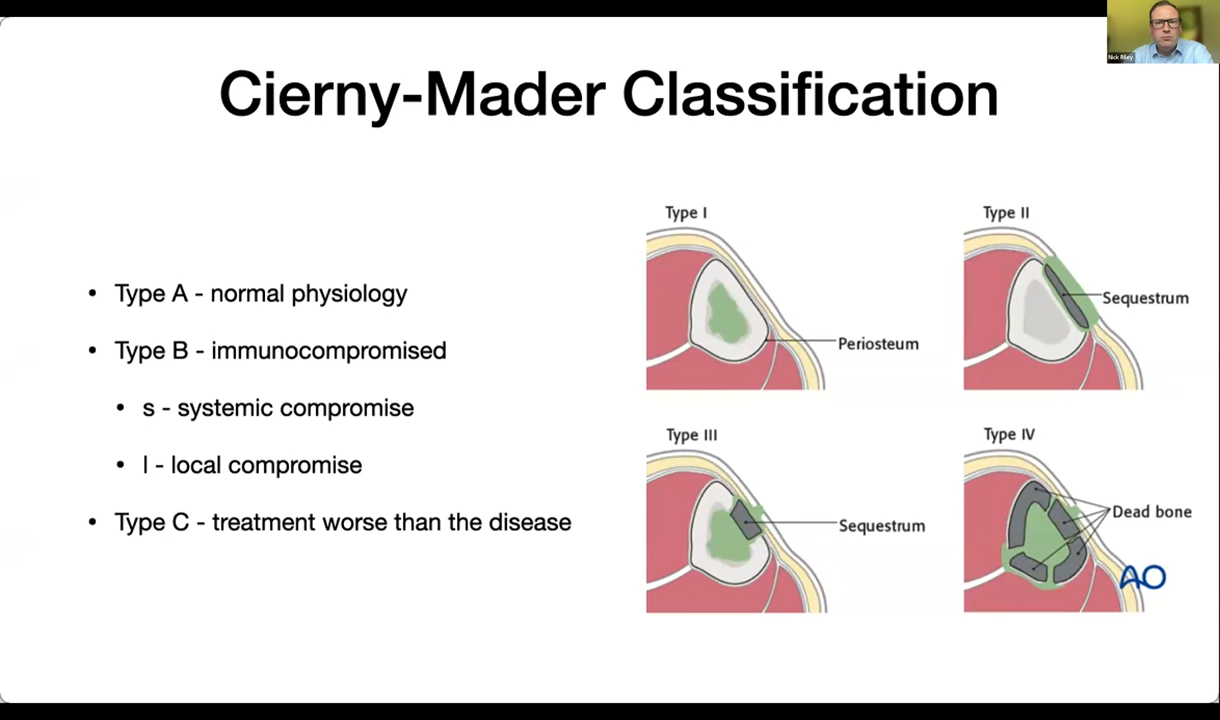 Nick Riley
Cierny-Mader Classification
• Type A - normal physiology
• Type B - immunocompromised
• s - systemic compromise
• l - local compromise
• Type C - treatment worse than the disease
Type I
Periosteum
Type II
Sequestrum
Type III
Sequestrum
Type IV
Dead bone
AO